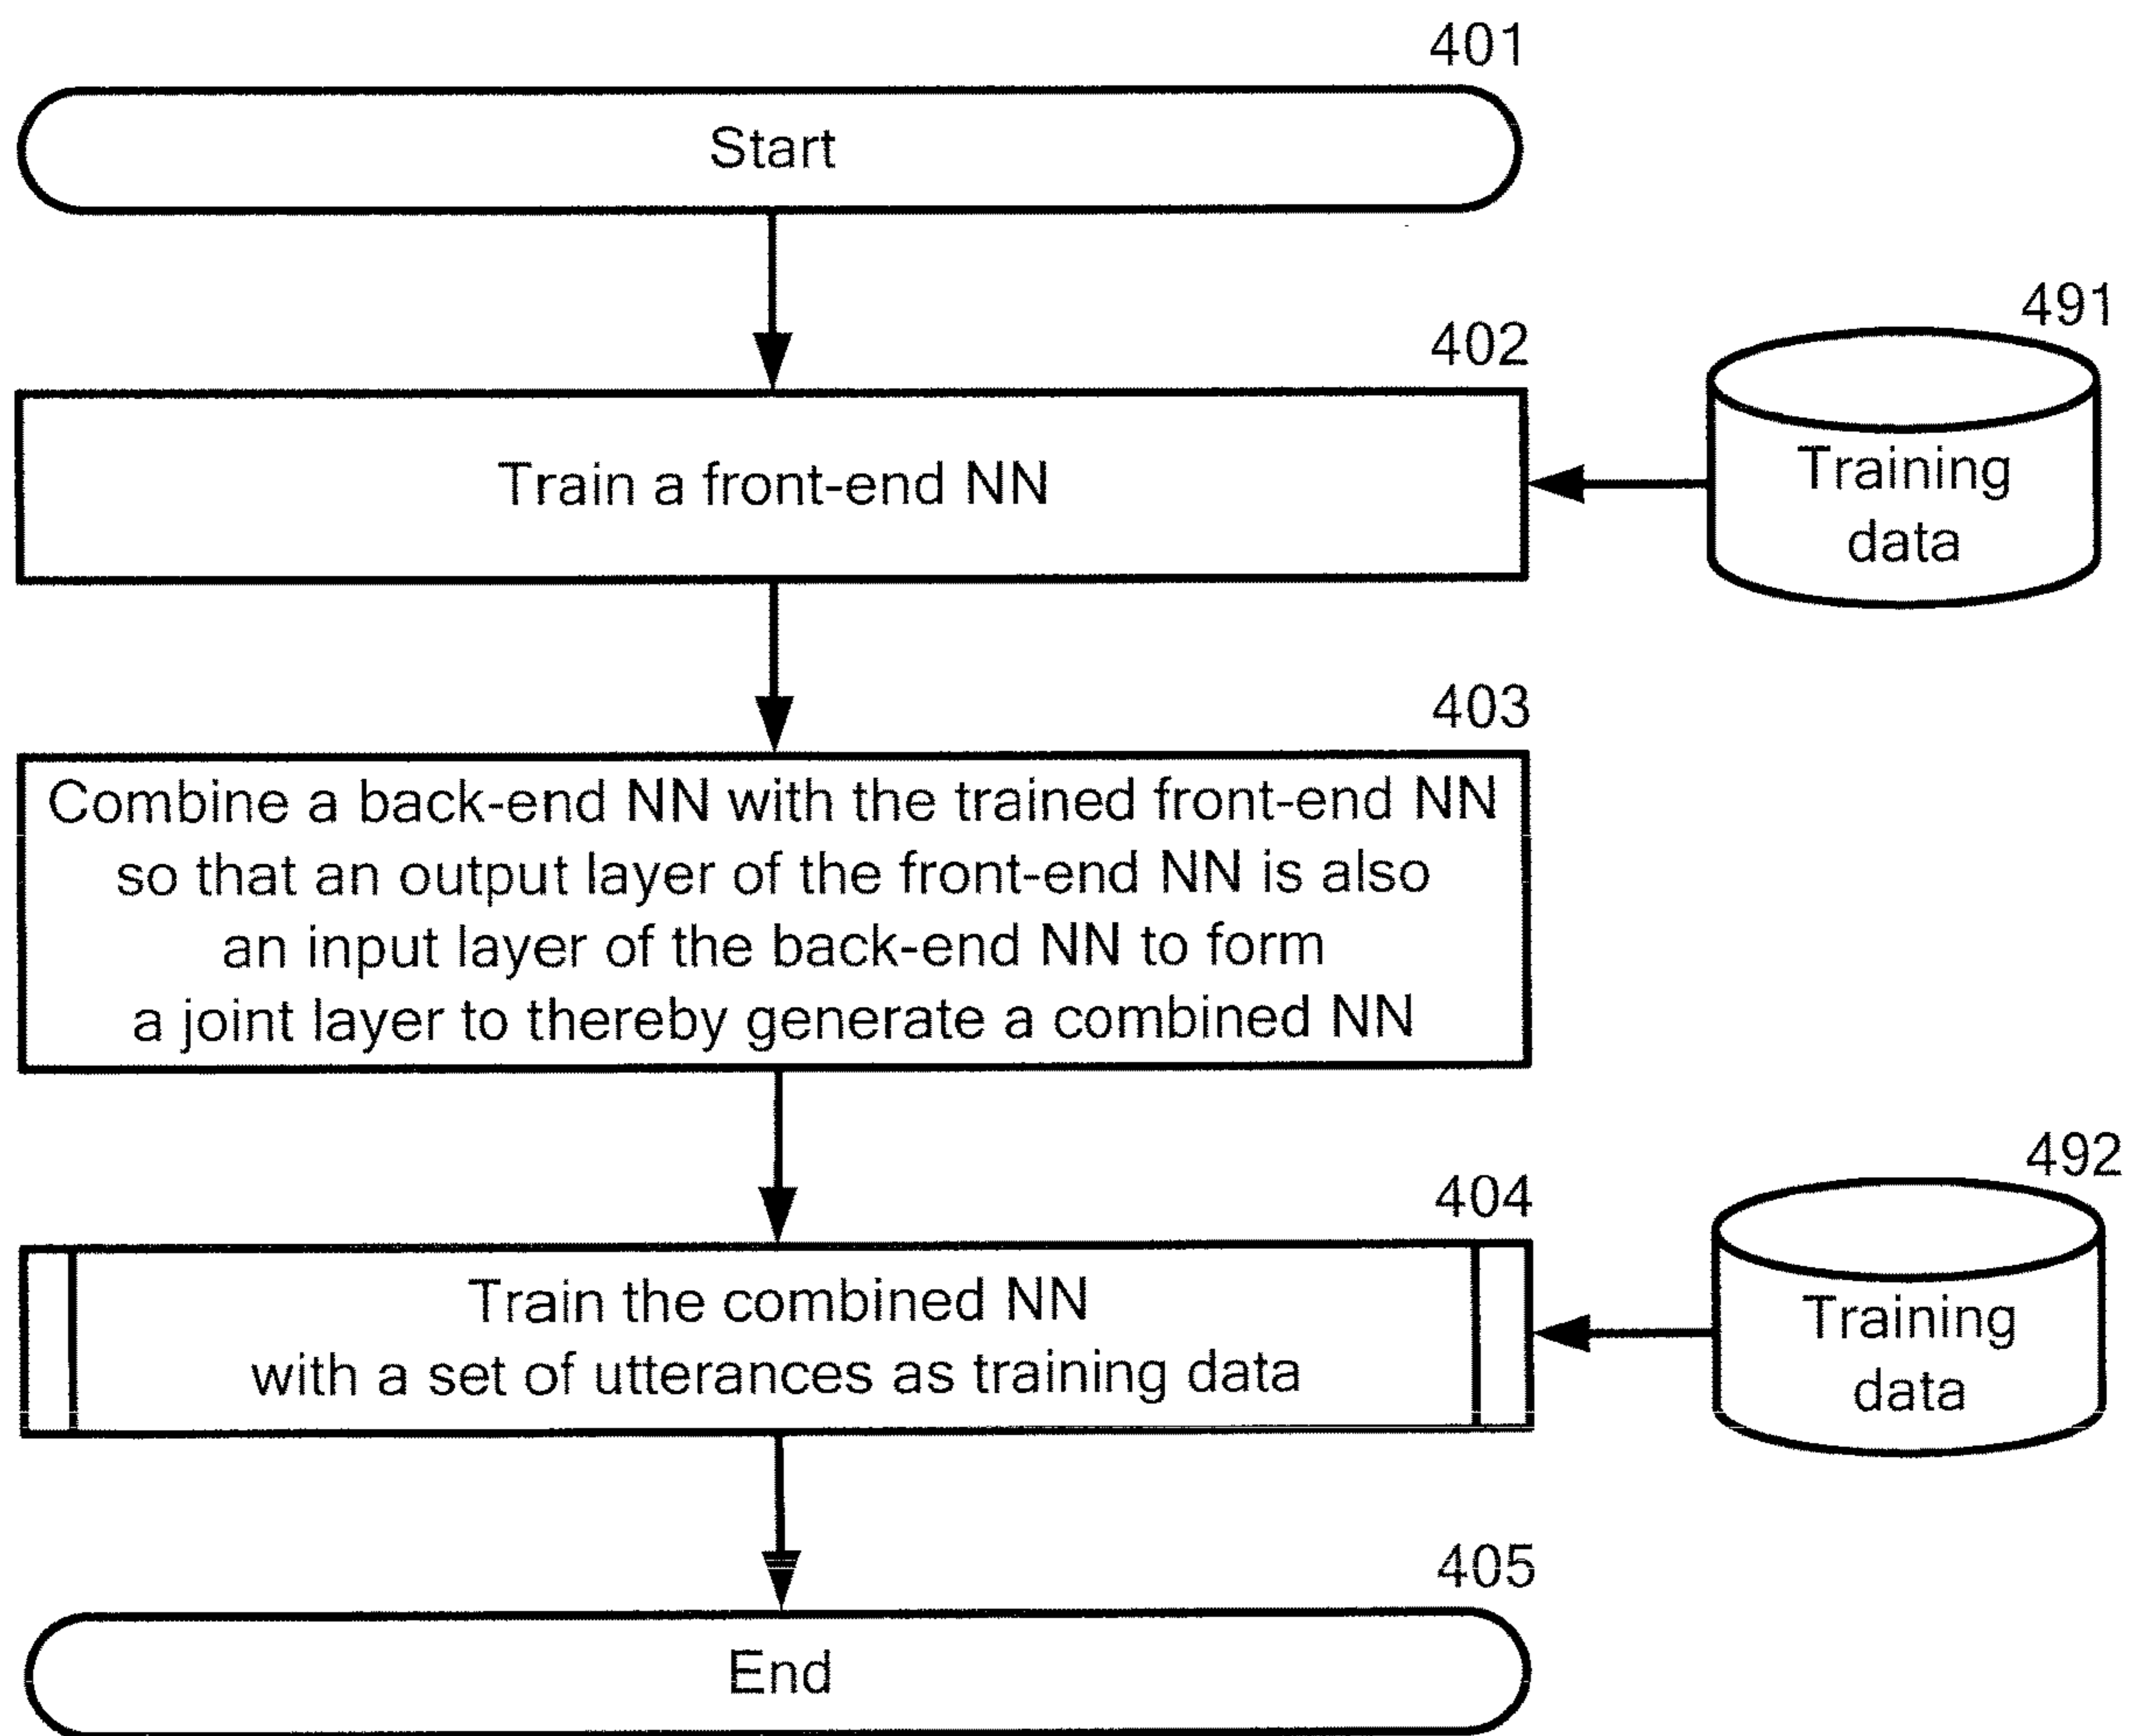 401
Start
402
491
Train a front-end NN
Training
data
403
Combine a back-end NN with the trained front-end NN
so that an output layer of the front-end NN is also
an input layer of the back-end NN to form
a joint layer to thereby generate a combined NN
404
492
Train the combined NN
with a set of utterances as training data
Training
data
405
End